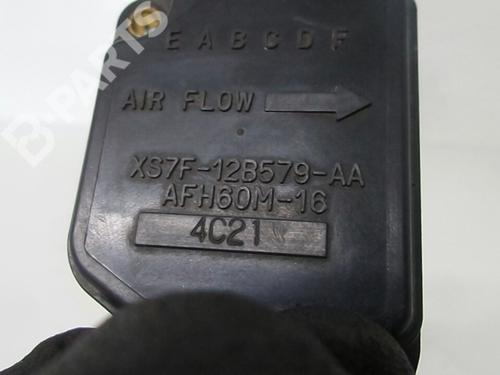 E A B C D F
AIR FLOW
XS7F-12B579-AA
AFH60M-16
4C21
B-PARTS